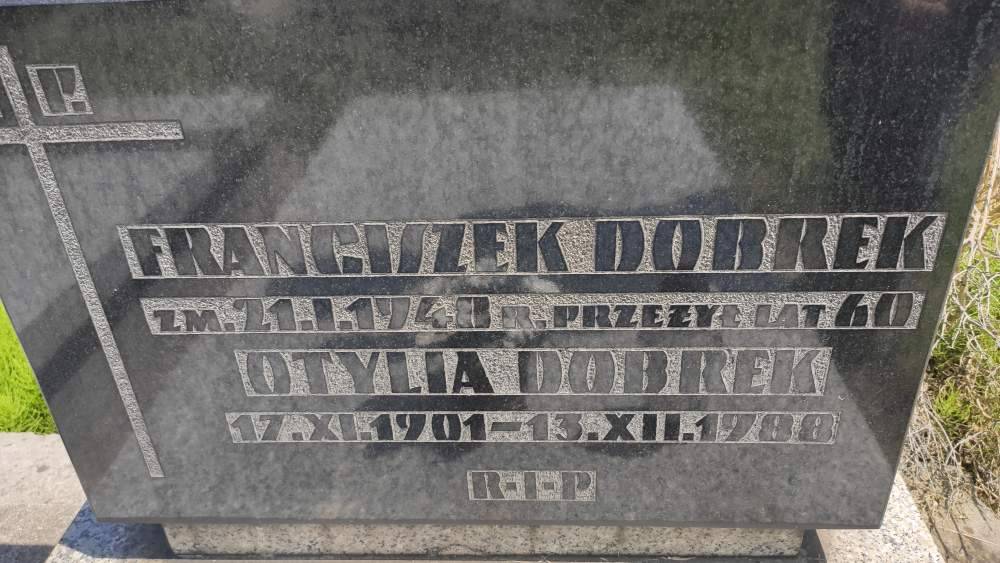 P.
FRANCISZEK DOBREK
ZM. 21.I.1948 R. PRZEŻYŁ LAT 60
OTYLIA DOBREK
17.XI.1901–13.XII.1988
R-I-P